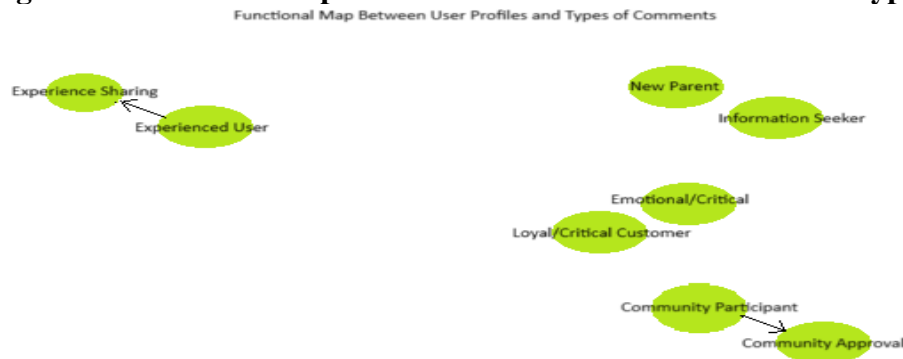 Functional Map Between User Profiles and Types of Comments
Experience Sharing
Experienced User
New Parent
Information Seeker
Emotional/Critical
Loyal/Critical Customer
Community Participant
Community Approval